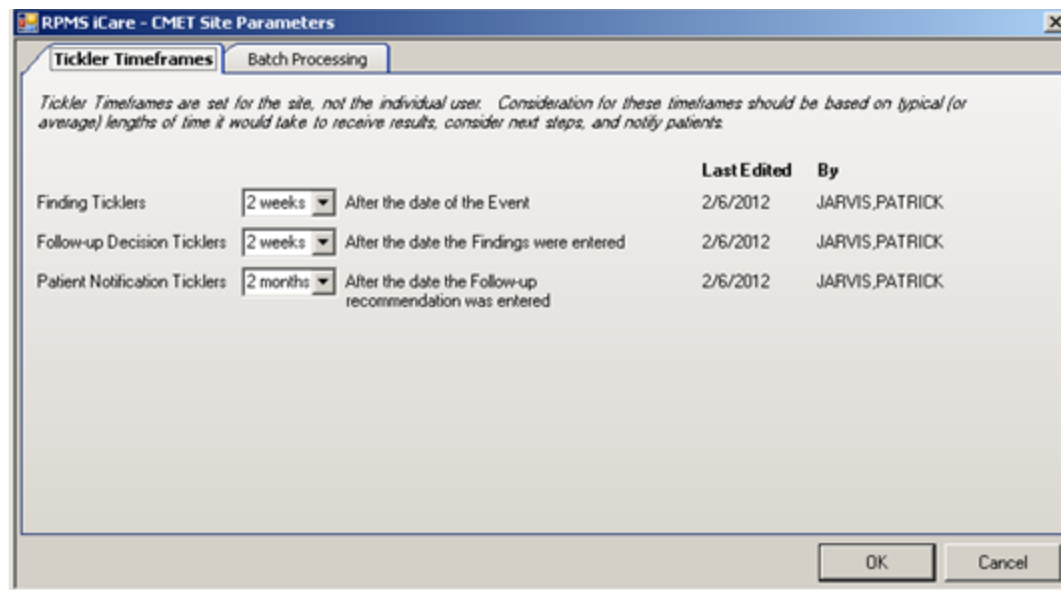 RPMS iCare - CMET Site Parameters
Tickler Timeframes Batch Processing
Tickler Timeframes are set for the site, not the individual user. Consideration for these timeframes should be based on typical (or
average) lengths of time it would take to receive results, consider next steps, and notify patients.
Last Edited By
Finding Ticklers 2 weeks After the date of the Event 2/6/2012 JARVIS,PATRICK
Follow-up Decision Ticklers 2 weeks After the date the Findings were entered 2/6/2012 JARVIS,PATRICK
Patient Notification Ticklers 2 months After the date the Follow-up 2/6/2012 JARVIS,PATRICK
recommendation was entered
OK Cancel